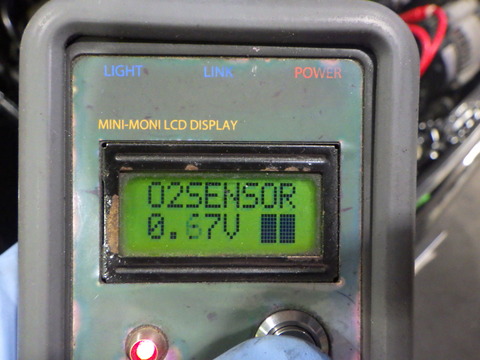 LIGHT LINK POWER
MINI-MONI LCD DISPLAY
O2SENSOR
0.67V